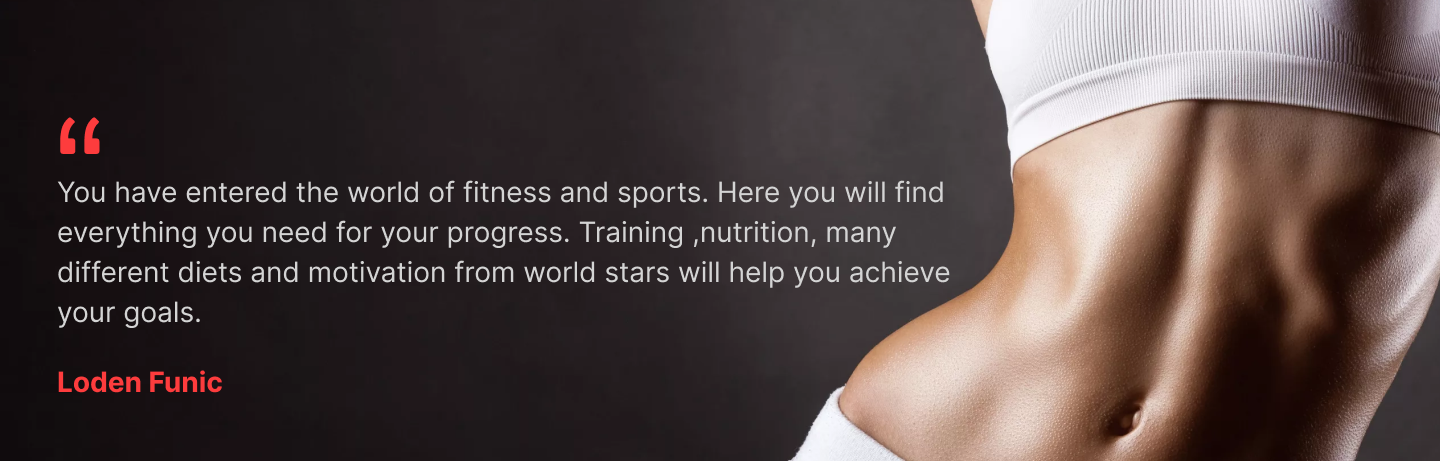 “
You have entered the world of fitness and sports. Here you will find
everything you need for your progress. Training ,nutrition, many
different diets and motivation from world stars will help you achieve
your goals.
Loden Funic